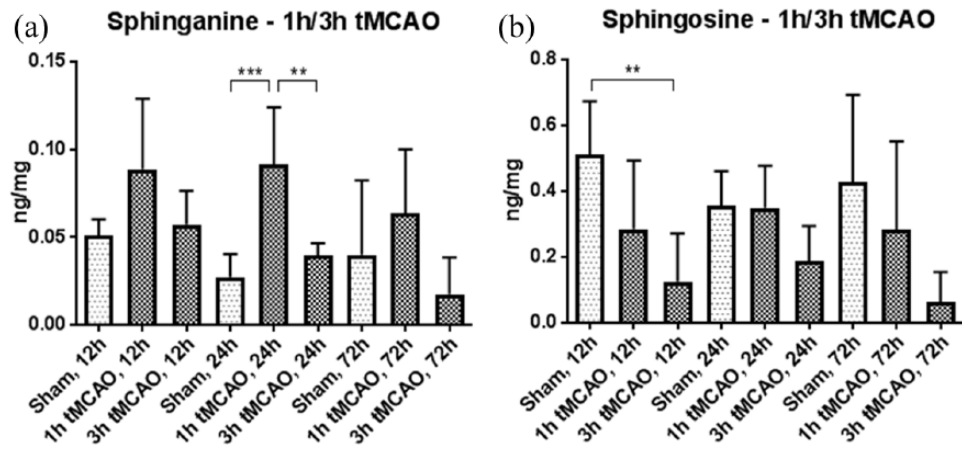 (a) Sphinganine - 1h/3h tMCAO
0.15
0.10
0.05
0.00
ng/mg
*** **
Sham, 12h
1h tMCAO, 12h
3h tMCAO, 12h
Sham, 24h
1h tMCAO, 24h
3h tMCAO, 24h
Sham, 72h
1h tMCAO, 72h
3h tMCAO, 72h
(b) Sphingosine - 1h/3h tMCAO
0.8
0.6
0.4
0.2
0.0
ng/mg
**
Sham, 12h
1h tMCAO, 12h
3h tMCAO, 12h
Sham, 24h
1h tMCAO, 24h
3h tMCAO, 24h
Sham, 72h
1h tMCAO, 72h
3h tMCAO, 72h